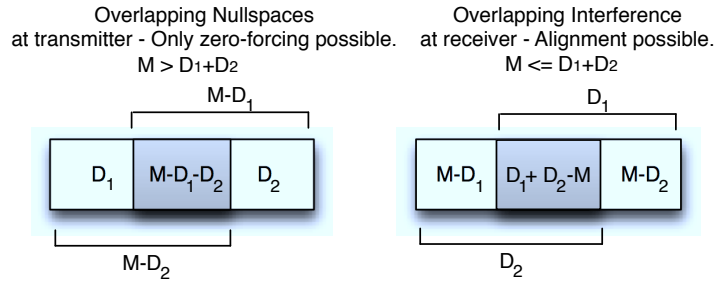 Overlapping Nullspaces
at transmitter - Only zero-forcing possible.
M > D1+D2
M-D1
D1 M-D1-D2 D2
M-D2
Overlapping Interference
at receiver - Alignment possible.
M <= D1+D2
D1
M-D1 D1+ D2-M M-D2
D2